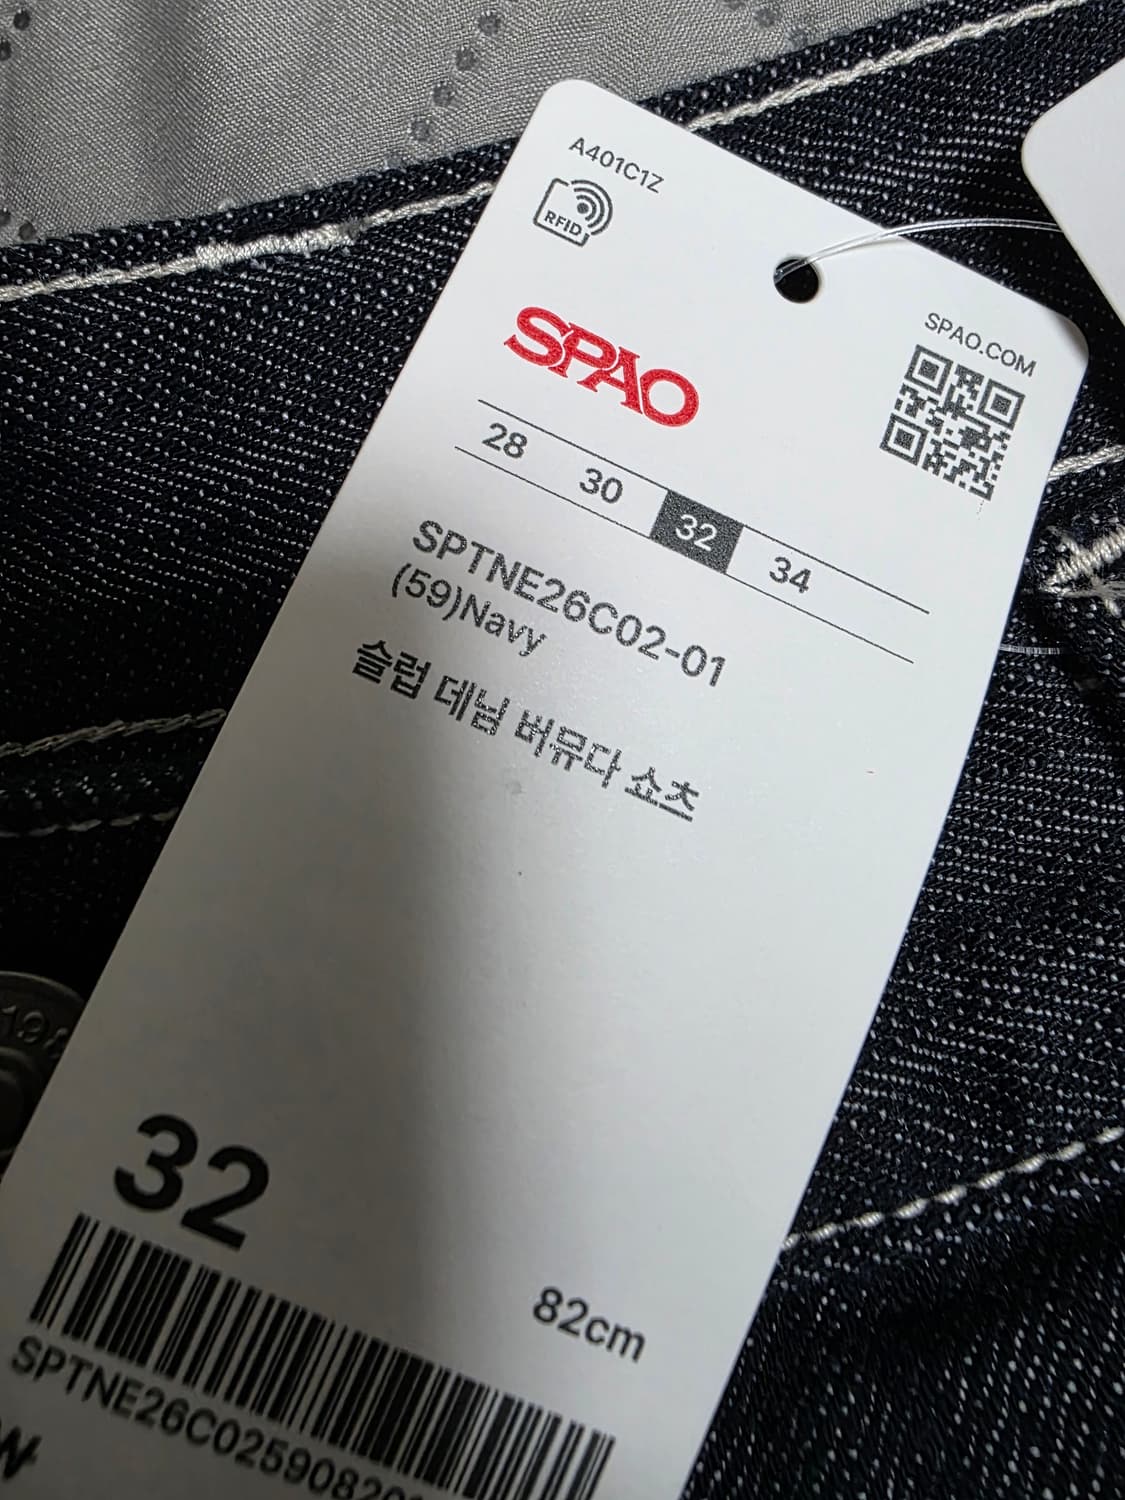 A401C1Z
RFID
SPAO
SPAO.COM
28 30 32 34
SPTNE26C02-01
(59)Navy
슬럽 데님 버뮤다 쇼츠
32
82cm